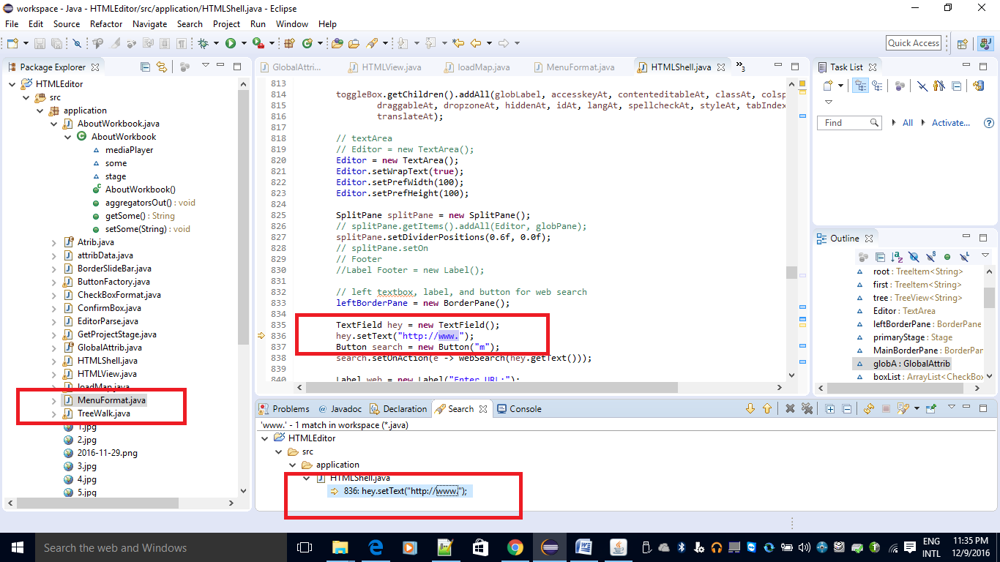 workspace - Java - HTMLEditor/src/application/HTMLShell.java - Eclipse
File Edit Source Refactor Navigate Search Project Run Window Help
Quick Access
Package Explorer
HTMLEditor
src
application
AboutWorkbook.java
AboutWorkbook
mediaPlayer
some
stage
AboutWorkbook()
aggregatorsOut() : void
getSome() : String
setSome(String) : void
Atrib.java
attribData.java
BorderSlideBar.java
ButtonFactory.java
CheckBoxFormat.java
ConfirmBox.java
EditorParse.java
GetProjectStage.java
GlobalAttrib.java
HTMLShell.java
HTMLView.java
loadMap.java
MenuFormat.java
TreeWalk.java
1.jpg
2.jpg
2016-11-29.png
3.jpg
4.jpg
5.jpg
GlobalAttri... HTMLView.java loadMap.java MenuFormat.java HTMLShell.java 3
813
814 toggleBox.getChildren().addAll(globLabel, accesskeyAt, contenteditableAt, classAt, colsp
815 draggableAt, dropzoneAt, hiddenAt, idAt, langAt, spellcheckAt, styleAt, tabIndex
816 translateAt);
817
818 // textArea
819 // Editor = new TextArea();
820 Editor = new TextArea();
821 Editor.setWrapText(true);
822 Editor.setPrefWidth(100);
823 Editor.setPrefHeight(100);
824
825 SplitPane splitPane = new SplitPane();
826 // splitPane.getItems().addAll(Editor, globPane);
827 splitPane.setDividerPositions(0.6f, 0.0f);
828 // splitPane.setOn
829 // Footer
830 //Label Footer = new Label();
831
832 // left textbox, label, and button for web search
833 leftBorderPane = new BorderPane();
834
835 TextField hey = new TextField();
836 hey.setText("http://www.");
837 Button search = new Button("m");
838 search.setOnAction(e -> webSearch(hey.getText()));
839
840 Label web = new Label("Enter URL:");
Task List
Find All Activate...
Outline
root : TreeItem<String>
first : TreeItem<String>
tree : TreeView<String>
Editor : TextArea
leftBorderPane : BorderPane
primaryStage : Stage
MainBorderPane : BorderPar
globA : GlobalAttrib
boxList : ArrayList<CheckBox
Problems @ Javadoc Declaration Search Console
'www.' - 1 match in workspace (*.java)
HTMLEditor
src
application
HTMLShell.java
836: hey.setText("http://www.");
Search the web and Windows
ENG
INTL
11:35 PM
12/9/2016